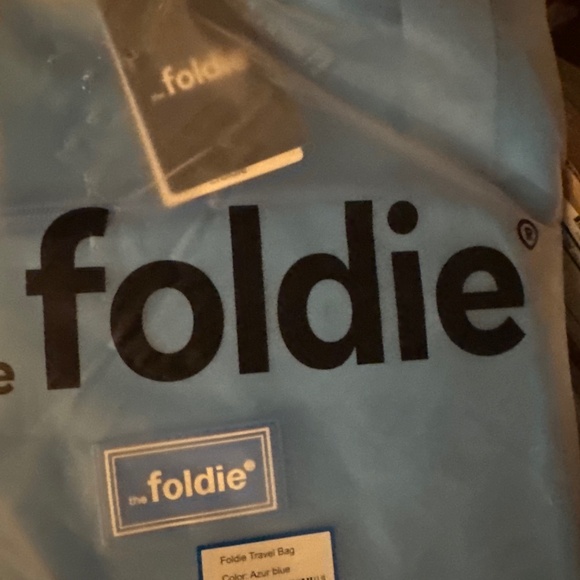 the foldie
foldie®
e
the foldie®
Foldie Travel Bag
Color: Azur blue